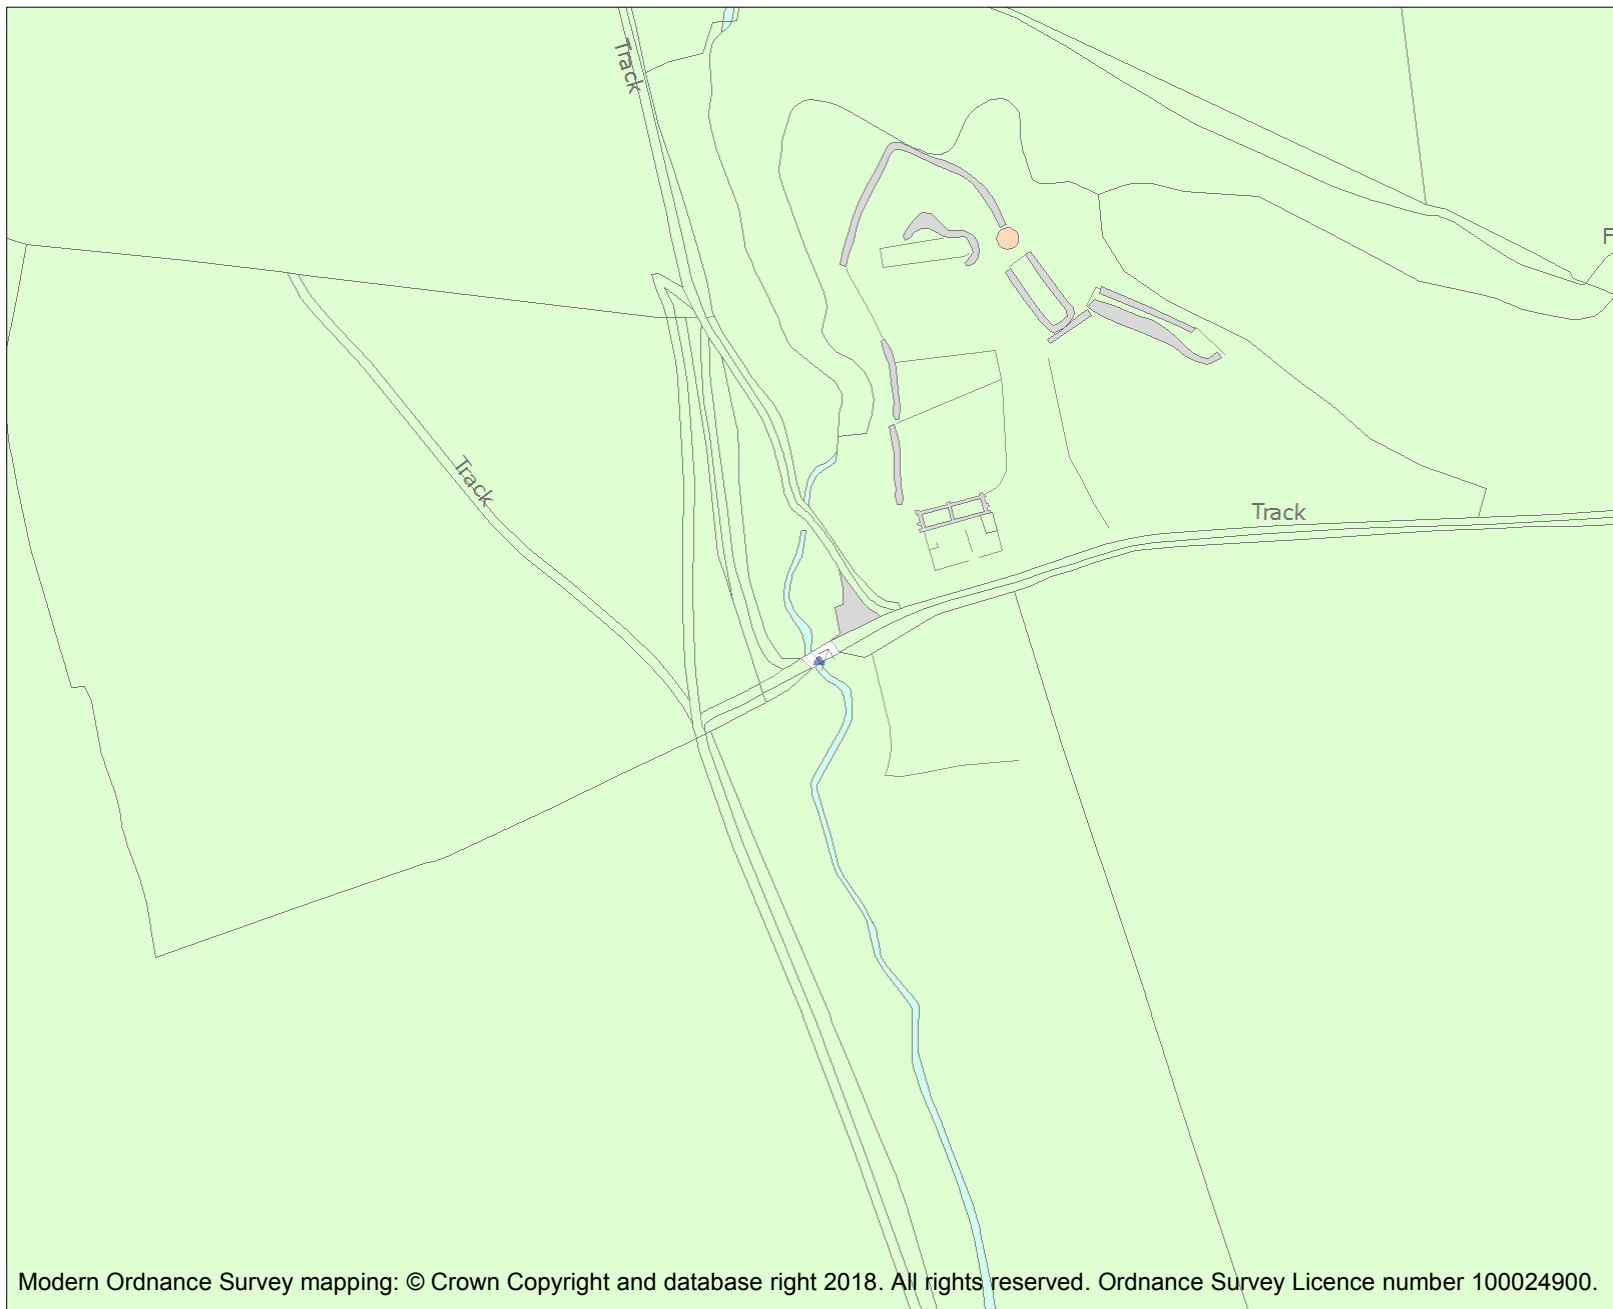 Track
F
Track
Track
Modern Ordnance Survey mapping: © Crown Copyright and database right 2018. All rights reserved. Ordnance Survey Licence number 100024900.